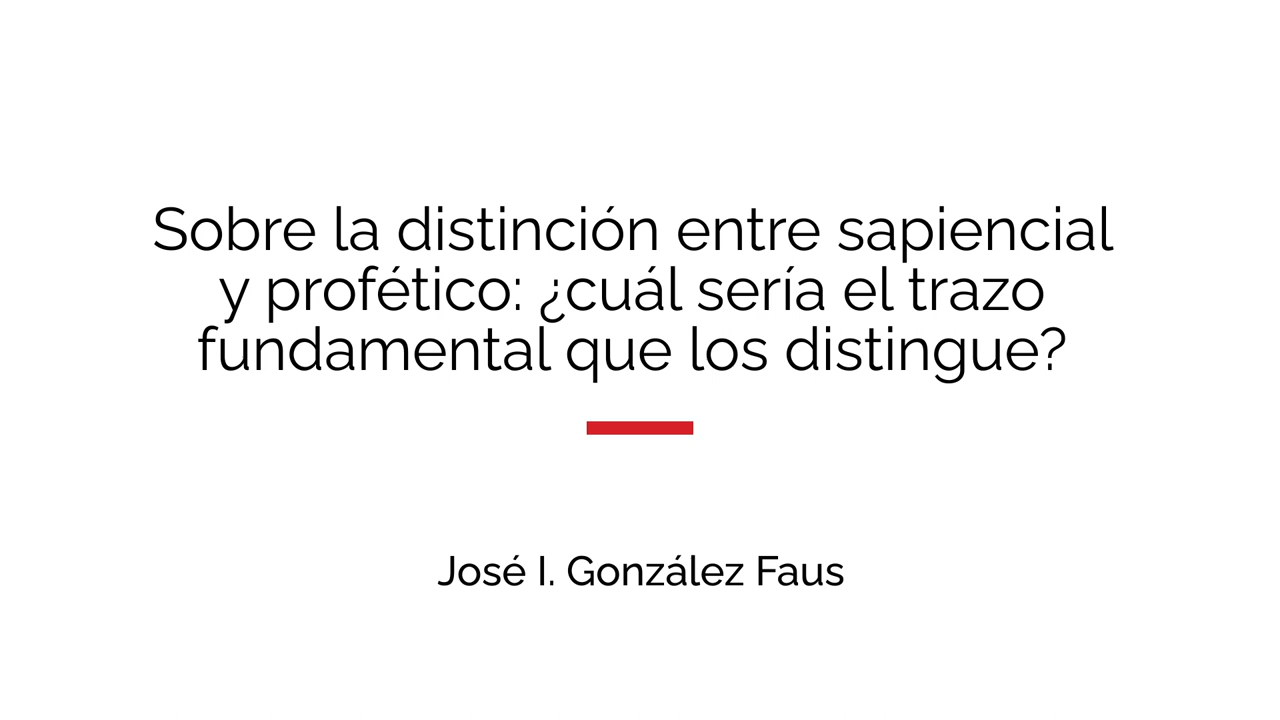 Sobre la distinción entre sapiencial
y profético: ¿cuál sería el trazo
fundamental que los distingue?
José I. González Faus